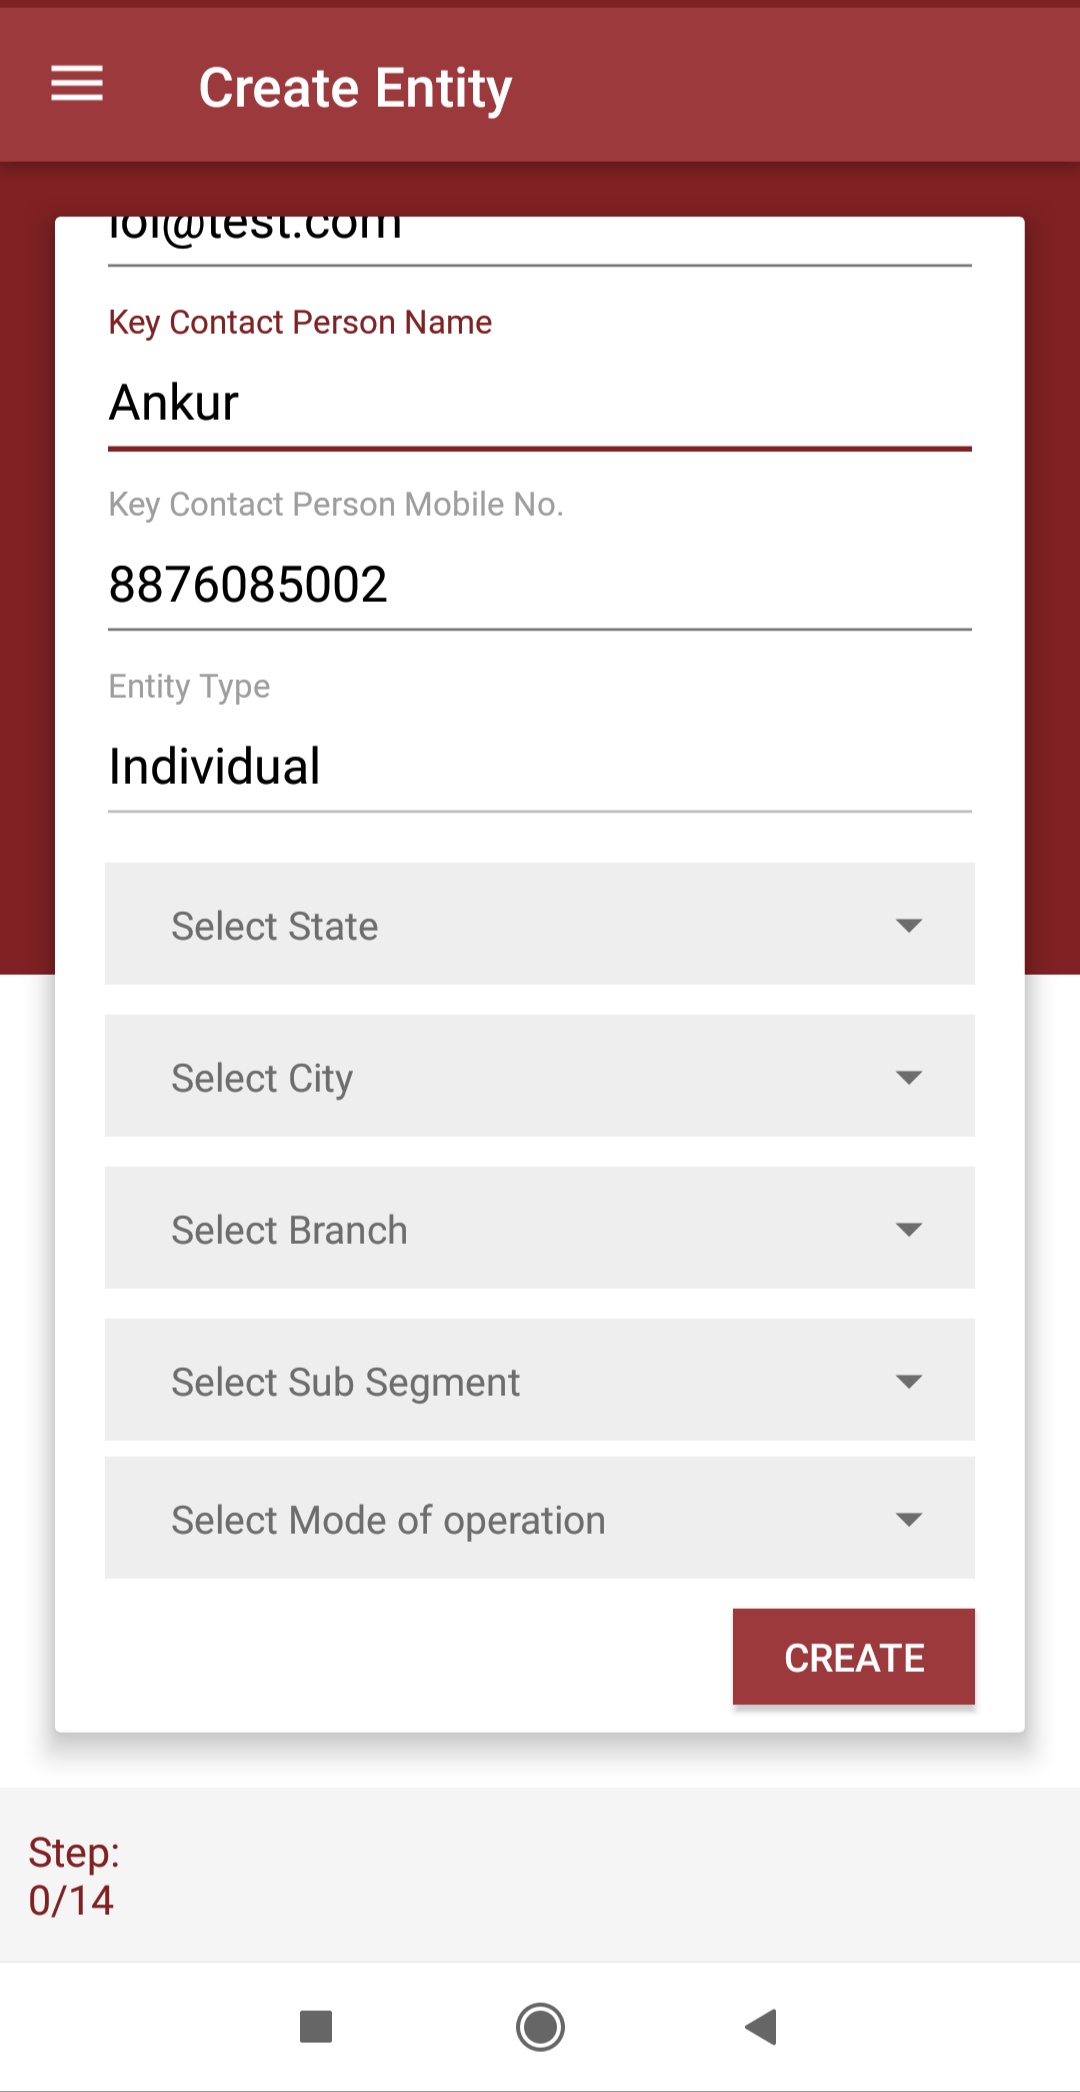 Create Entity
lol@test.com
Key Contact Person Name
Ankur
Key Contact Person Mobile No.
8876085002
Entity Type
Individual
Select State
Select City
Select Branch
Select Sub Segment
Select Mode of operation
CREATE
Step:
0/14